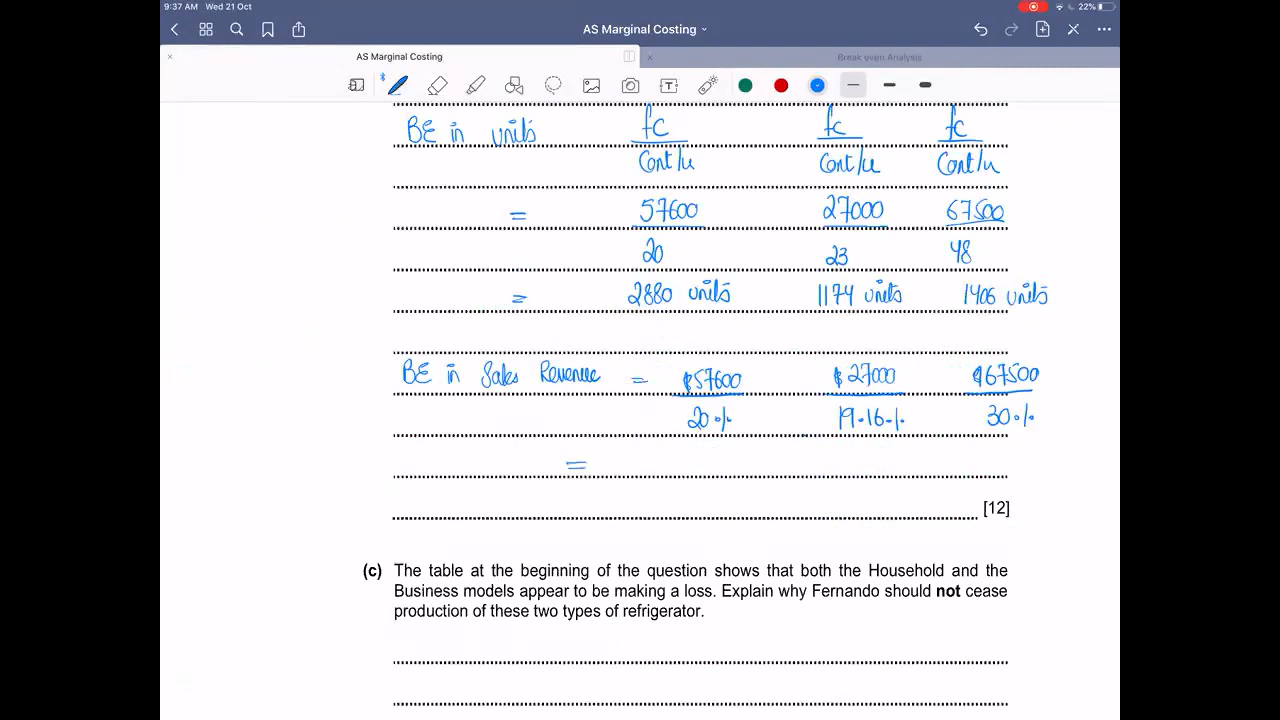 9:37 AM Wed 21 Oct
22%
AS Marginal Costing
AS Marginal Costing
Break even Analysis
BE in units fc fc fc
Cont/u Cont/u Cont/u
= 57600 27000 67500
20 23 48
= 2880 units 1174 units 1406 units
BE in Sales Revenue = $57600 $27000 $67500
20% 19.16% 30%
=
[12]
(c) The table at the beginning of the question shows that both the Household and the
Business models appear to be making a loss. Explain why Fernando should not cease
production of these two types of refrigerator.